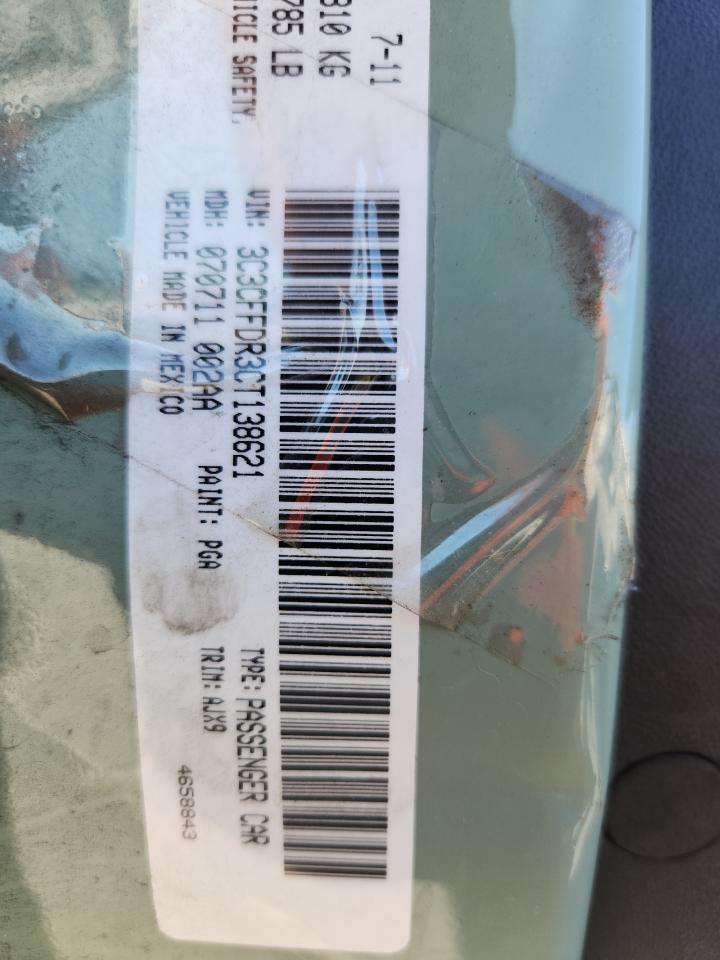 7-11
810 KG
785 LB
HICLE SAFETY,
VIN: 3C3CFFDR3CT138621 TYPE: PASSENGER CAR
MDH: 070711 002AA PAINT: PGA TRIM: AJX9
VEHICLE MADE IN MEXICO
4658843